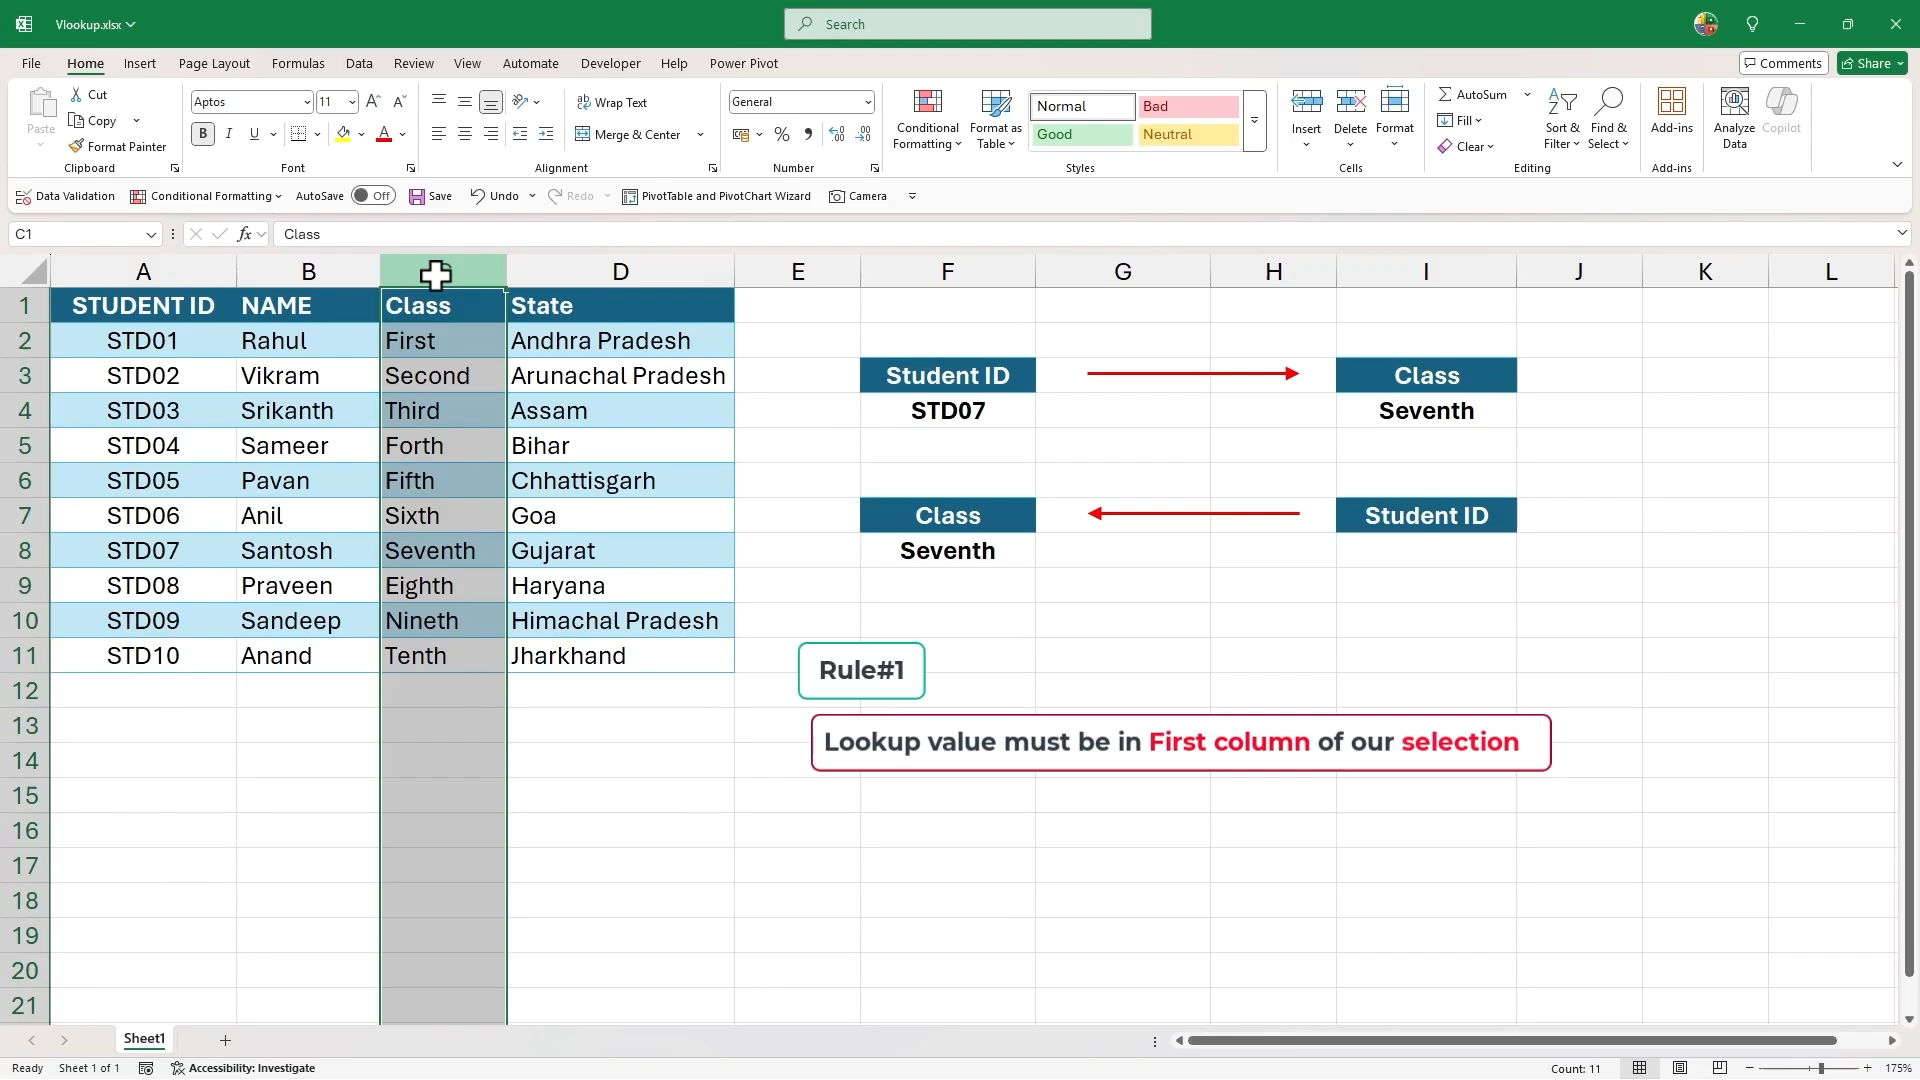 Vlookup.xlsx
Search
File Home Insert Page Layout Formulas Data Review View Automate Developer Help Power Pivot
Comments Share
Paste
Cut
Copy
Format Painter
Clipboard
Aptos 11
B I U
Font
ab Wrap Text
Merge & Center
Alignment
General
% 9
Number
Conditional Formatting
Format as Table
Normal Bad
Good Neutral
Styles
Insert Delete Format
Cells
AutoSum
Fill
Clear
Sort & Filter
Find & Select
Editing
Add-ins
Add-ins
Analyze Data
Copilot
Data Validation Conditional Formatting AutoSave Off Save Undo Redo PivotTable and PivotChart Wizard Camera
C1 fx Class
A B D E F G H I J K L
1 STUDENT ID NAME Class State
2 STD01 Rahul First Andhra Pradesh
3 STD02 Vikram Second Arunachal Pradesh Student ID Class
4 STD03 Srikanth Third Assam STD07 Seventh
5 STD04 Sameer Forth Bihar
6 STD05 Pavan Fifth Chhattisgarh
7 STD06 Anil Sixth Goa Class Student ID
8 STD07 Santosh Seventh Gujarat Seventh
9 STD08 Praveen Eighth Haryana
10 STD09 Sandeep Nineth Himachal Pradesh
11 STD10 Anand Tenth Jharkhand
Rule#1
12
13
Lookup value must be in First column of our selection
14
15
16
17
18
19
20
21
Sheet1
Ready Sheet 1 of 1 Accessibility: Investigate Count: 11 175%